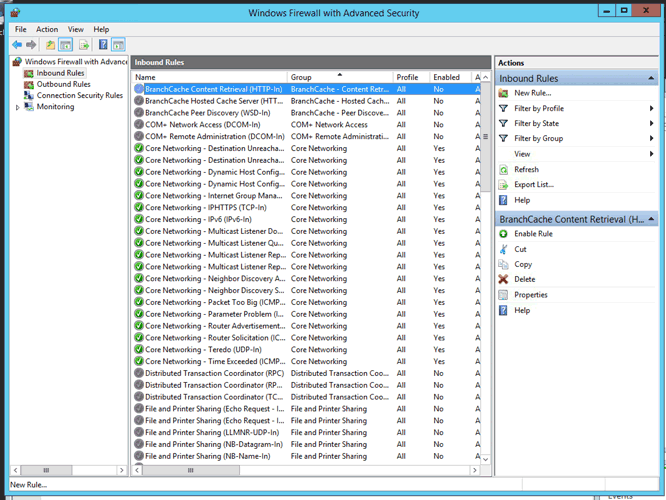 Windows Firewall with Advanced Security
File Action View Help
Windows Firewall with Advanc
Inbound Rules
Outbound Rules
Connection Security Rules
Monitoring
Inbound Rules
Name Group Profile Enabled A
BranchCache Content Retrieval (HTTP-In) BranchCache - Content Retr... All No A
BranchCache Hosted Cache Server (HTT... BranchCache - Hosted Cach... All No A
BranchCache Peer Discovery (WSD-In) BranchCache - Peer Discove... All No A
COM+ Network Access (DCOM-In) COM+ Network Access All No A
COM+ Remote Administration (DCOM-In) COM+ Remote Administrati... All No A
Core Networking - Destination Unreacha... Core Networking All Yes A
Core Networking - Destination Unreacha... Core Networking All Yes A
Core Networking - Dynamic Host Config... Core Networking All Yes A
Core Networking - Dynamic Host Config... Core Networking All Yes A
Core Networking - Internet Group Mana... Core Networking All Yes A
Core Networking - IPHTTPS (TCP-In) Core Networking All Yes A
Core Networking - IPv6 (IPv6-In) Core Networking All Yes A
Core Networking - Multicast Listener Do... Core Networking All Yes A
Core Networking - Multicast Listener Qu... Core Networking All Yes A
Core Networking - Multicast Listener Rep... Core Networking All Yes A
Core Networking - Multicast Listener Rep... Core Networking All Yes A
Core Networking - Neighbor Discovery A... Core Networking All Yes A
Core Networking - Neighbor Discovery S... Core Networking All Yes A
Core Networking - Packet Too Big (ICMP... Core Networking All Yes A
Core Networking - Parameter Problem (I... Core Networking All Yes A
Core Networking - Router Advertisement... Core Networking All Yes A
Core Networking - Router Solicitation (IC... Core Networking All Yes A
Core Networking - Teredo (UDP-In) Core Networking All Yes A
Core Networking - Time Exceeded (ICMP... Core Networking All Yes A
Distributed Transaction Coordinator (RPC) Distributed Transaction Coo... All No A
Distributed Transaction Coordinator (RP... Distributed Transaction Coo... All No A
Distributed Transaction Coordinator (TC... Distributed Transaction Coo... All No A
File and Printer Sharing (Echo Request - I... File and Printer Sharing All No A
File and Printer Sharing (Echo Request - I... File and Printer Sharing All No A
File and Printer Sharing (LLMNR-UDP-In) File and Printer Sharing All No A
File and Printer Sharing (NB-Datagram-In) File and Printer Sharing All No A
File and Printer Sharing (NB-Name-In) File and Printer Sharing All No A
Actions
Inbound Rules
New Rule...
Filter by Profile
Filter by State
Filter by Group
View
Refresh
Export List...
Help
BranchCache Content Retrieval (H...
Enable Rule
Cut
Copy
Delete
Properties
Help
New Rule...
Events